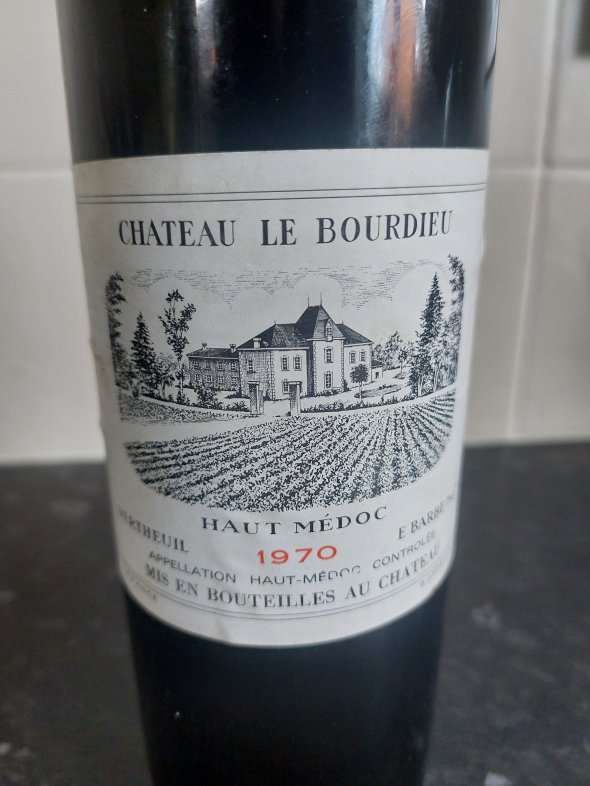 CHATEAU LE BOURDIEU
HAUT MÉDOC
1970
APPELLATION HAUT-MÉDOC CONTROLÉE
MIS EN BOUTEILLES AU CHATEAU